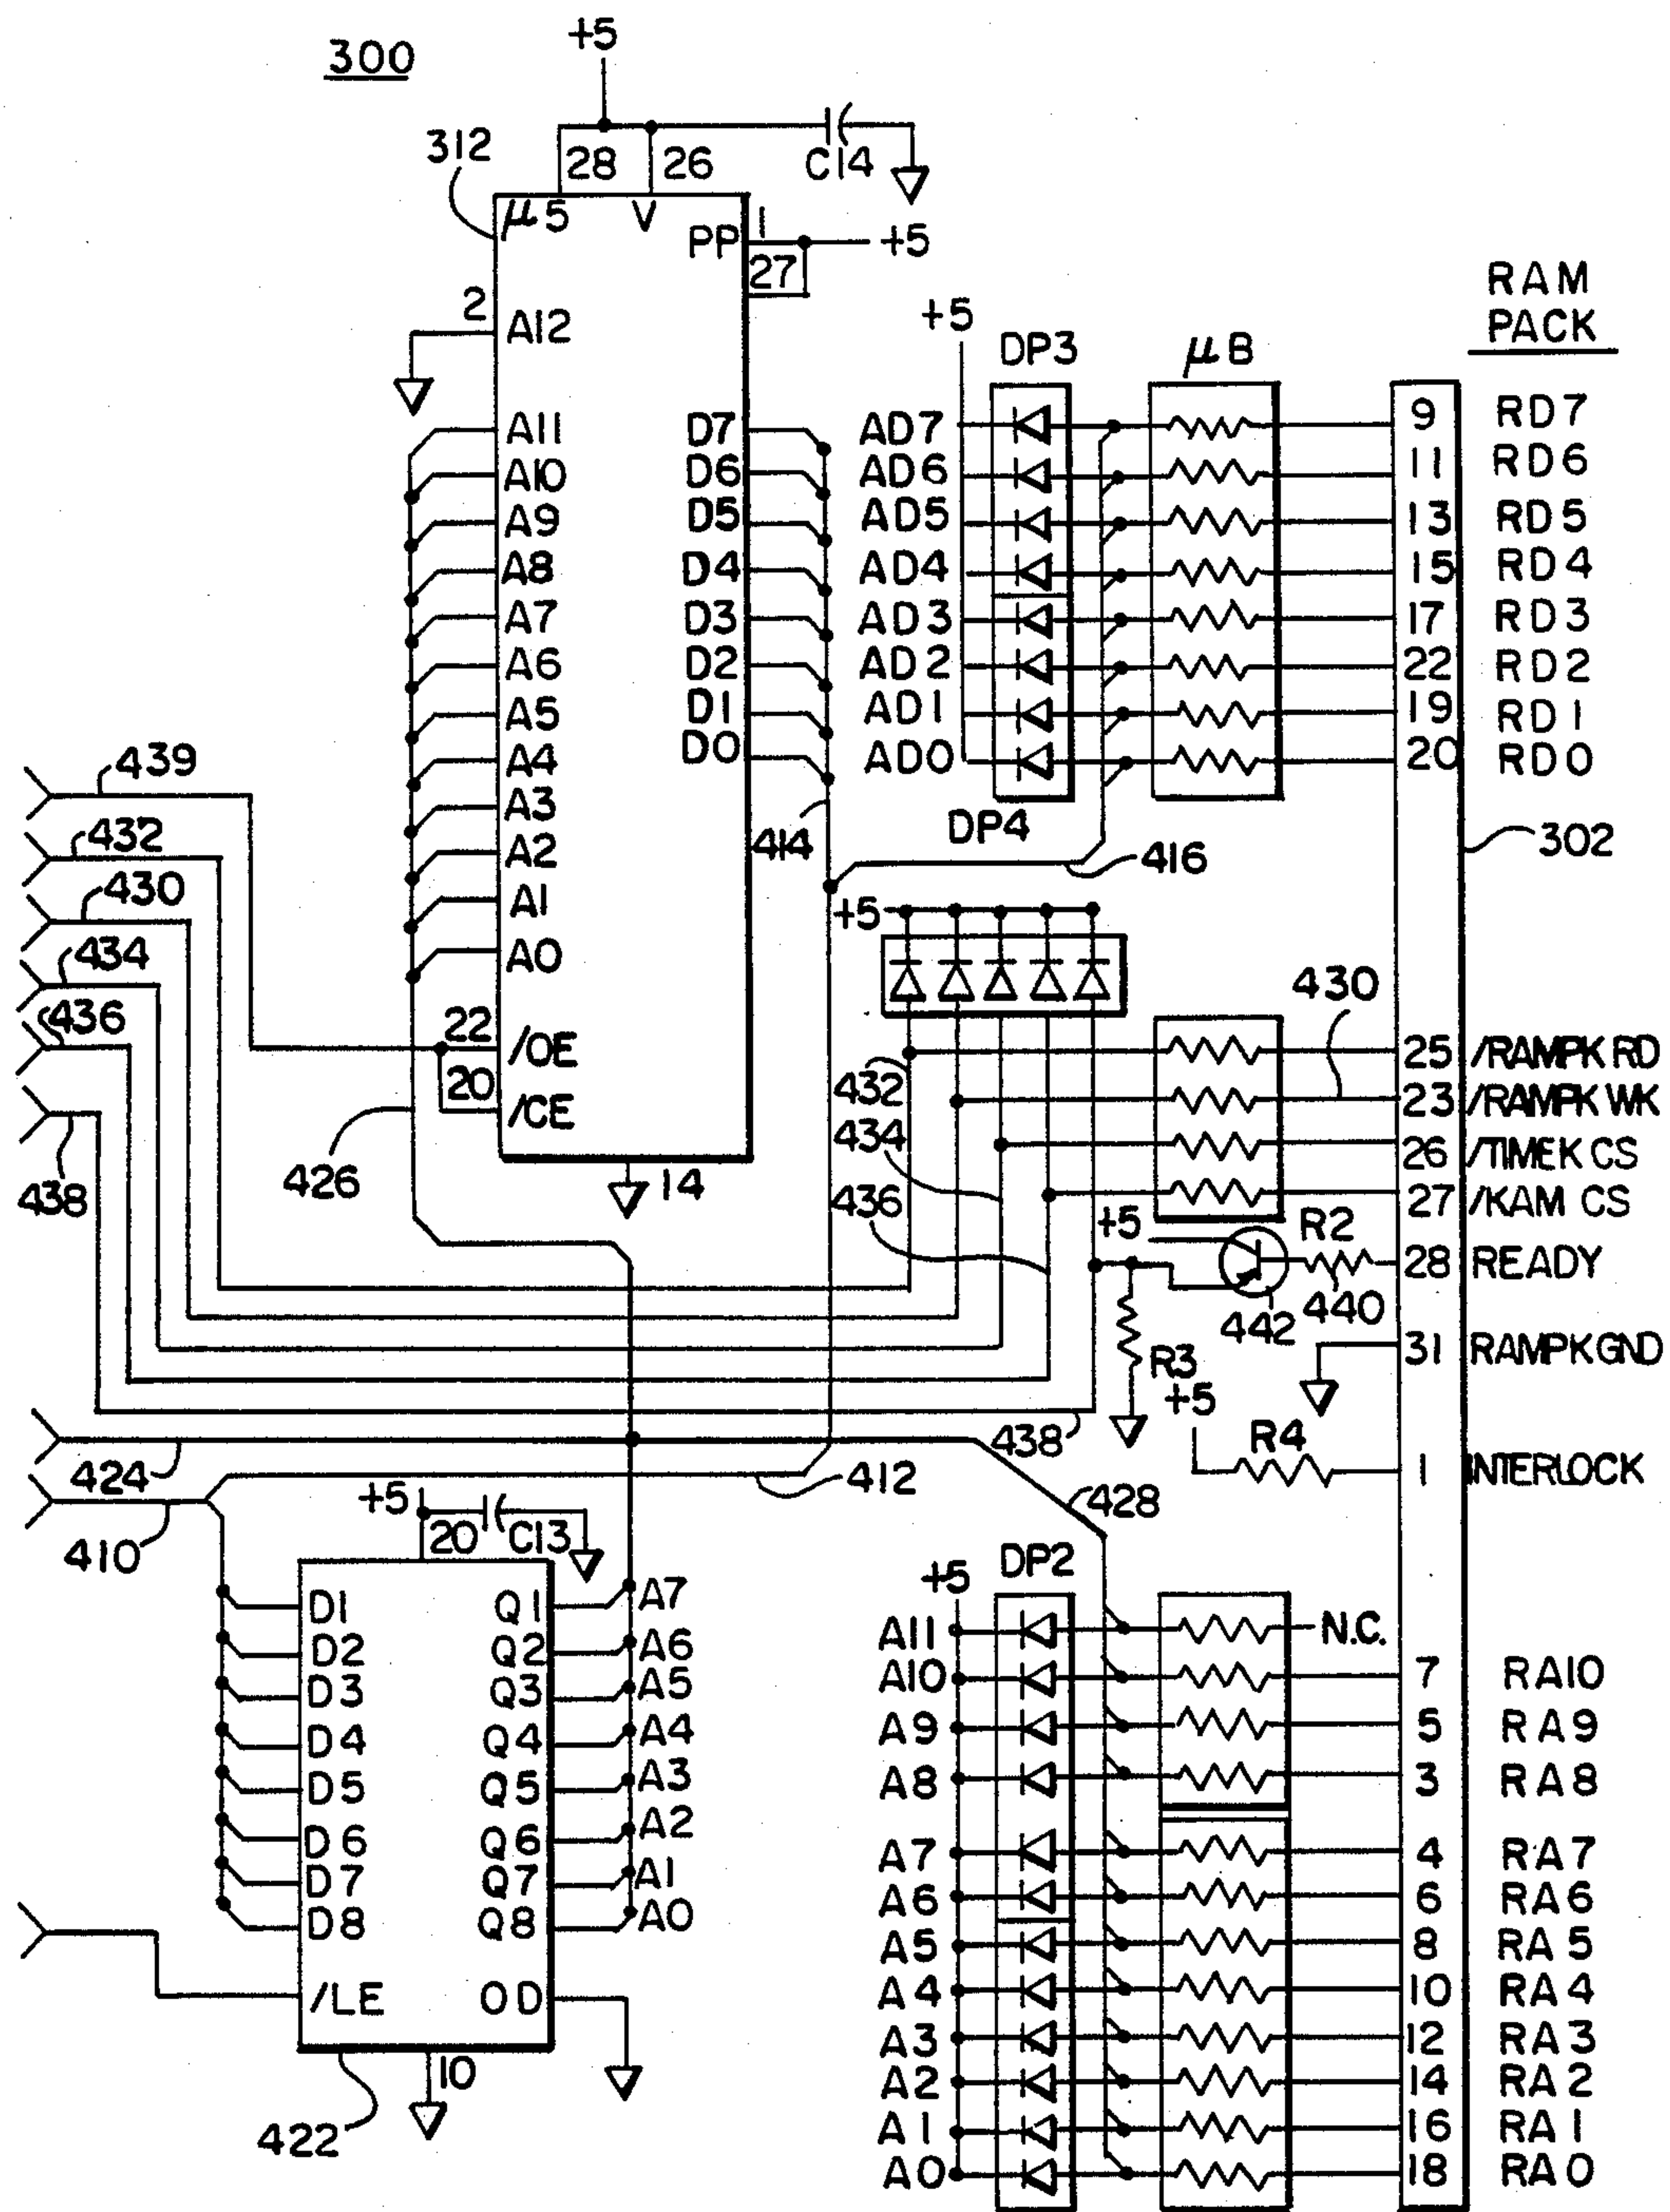 300
+5
312
28
26
C14
µ5
V
PP
1
27
+5
2
A12
A11
A10
A9
A8
A7
A6
A5
A4
A3
A2
A1
A0
D7
D6
D5
D4
D3
D2
D1
D0
22
/OE
20
/CE
14
414
426
439
432
430
434
436
438
RAM
PACK
+5
DP3
µB
AD7
9
RD7
AD6
11
RD6
AD5
13
RD5
AD4
15
RD4
AD3
17
RD3
AD2
22
RD2
AD1
19
RD1
AD0
20
RD0
DP4
416
302
+5
430
432
434
436
25
/RAMPK RD
23
/RAMPK WK
26
/TIMEK CS
27
/KAM CS
+5
R2
28
READY
440
442
R3
31
RAMPKGND
+5
R4
1
INTERLOCK
438
424
412
428
410
+5
20
C13
D1
D2
D3
D4
D5
D6
D7
D8
/LE
Q1
A7
Q2
A6
Q3
A5
Q4
A4
Q5
A3
Q6
A2
Q7
A1
Q8
A0
OD
10
422
+5
DP2
A11
N.C.
A10
7
RA10
A9
5
RA9
A8
3
RA8
A7
4
RA7
A6
6
RA6
A5
8
RA5
A4
10
RA4
A3
12
RA3
A2
14
RA2
A1
16
RA1
A0
18
RA0